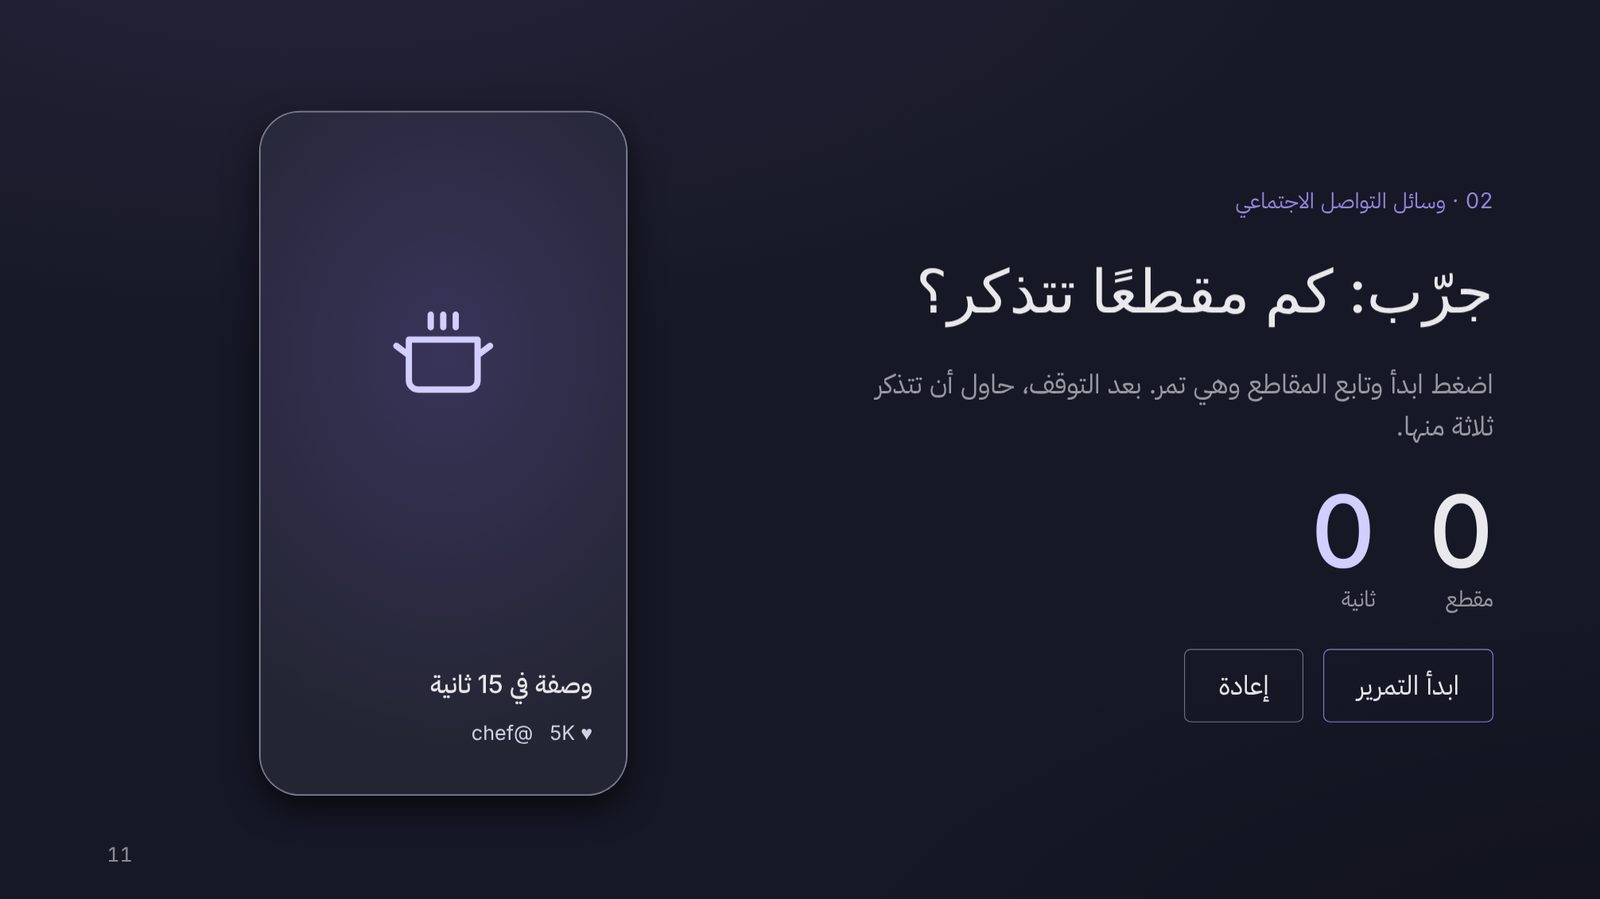 02 · وسائل التواصل الاجتماعي
جرّب: كم مقطعًا تتذكر؟
اضغط ابدأ وتابع المقاطع وهي تمر. بعد التوقف، حاول أن تتذكر
ثلاثة منها.
0 0
مقطع ثانية
ابدأ التمرير إعادة
وصفة في 15 ثانية
♥ 5K @chef
11